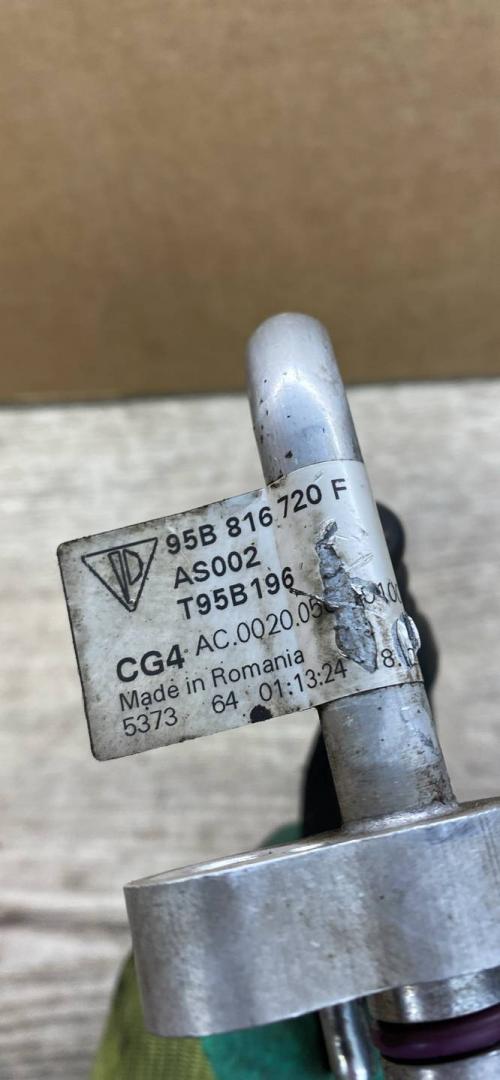 95B 816 720 F
AS002
T95B196
CG4 AC.0020.05
Made in Romania
5373 64 01:13:24